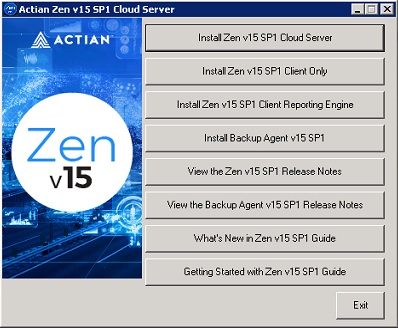 Actian Zen v15 SP1 Cloud Server
ACTIAN
Zen
v15
Install Zen v15 SP1 Cloud Server
Install Zen v15 SP1 Client Only
Install Zen v15 SP1 Client Reporting Engine
Install Backup Agent v15 SP1
View the Zen v15 SP1 Release Notes
View the Backup Agent v15 SP1 Release Notes
What's New in Zen v15 SP1 Guide
Getting Started with Zen v15 SP1 Guide
Exit